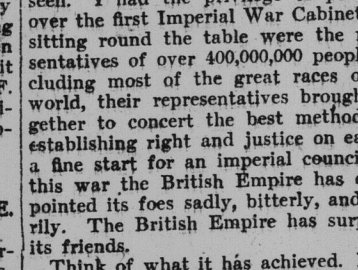 seen. I had the privilege
over the first Imperial War Cabinet
sitting round the table were the
sentatives of over 400,000,000 peopl
cluding most of the great races o
world, their representatives brough
gether to concert the best method
establishing right and justice on ea
a fine start for an imperial counci
this war the British Empire has
pointed its foes sadly, bitterly, and
rily. The British Empire has sur
its friends.
Think of what it has achieved.